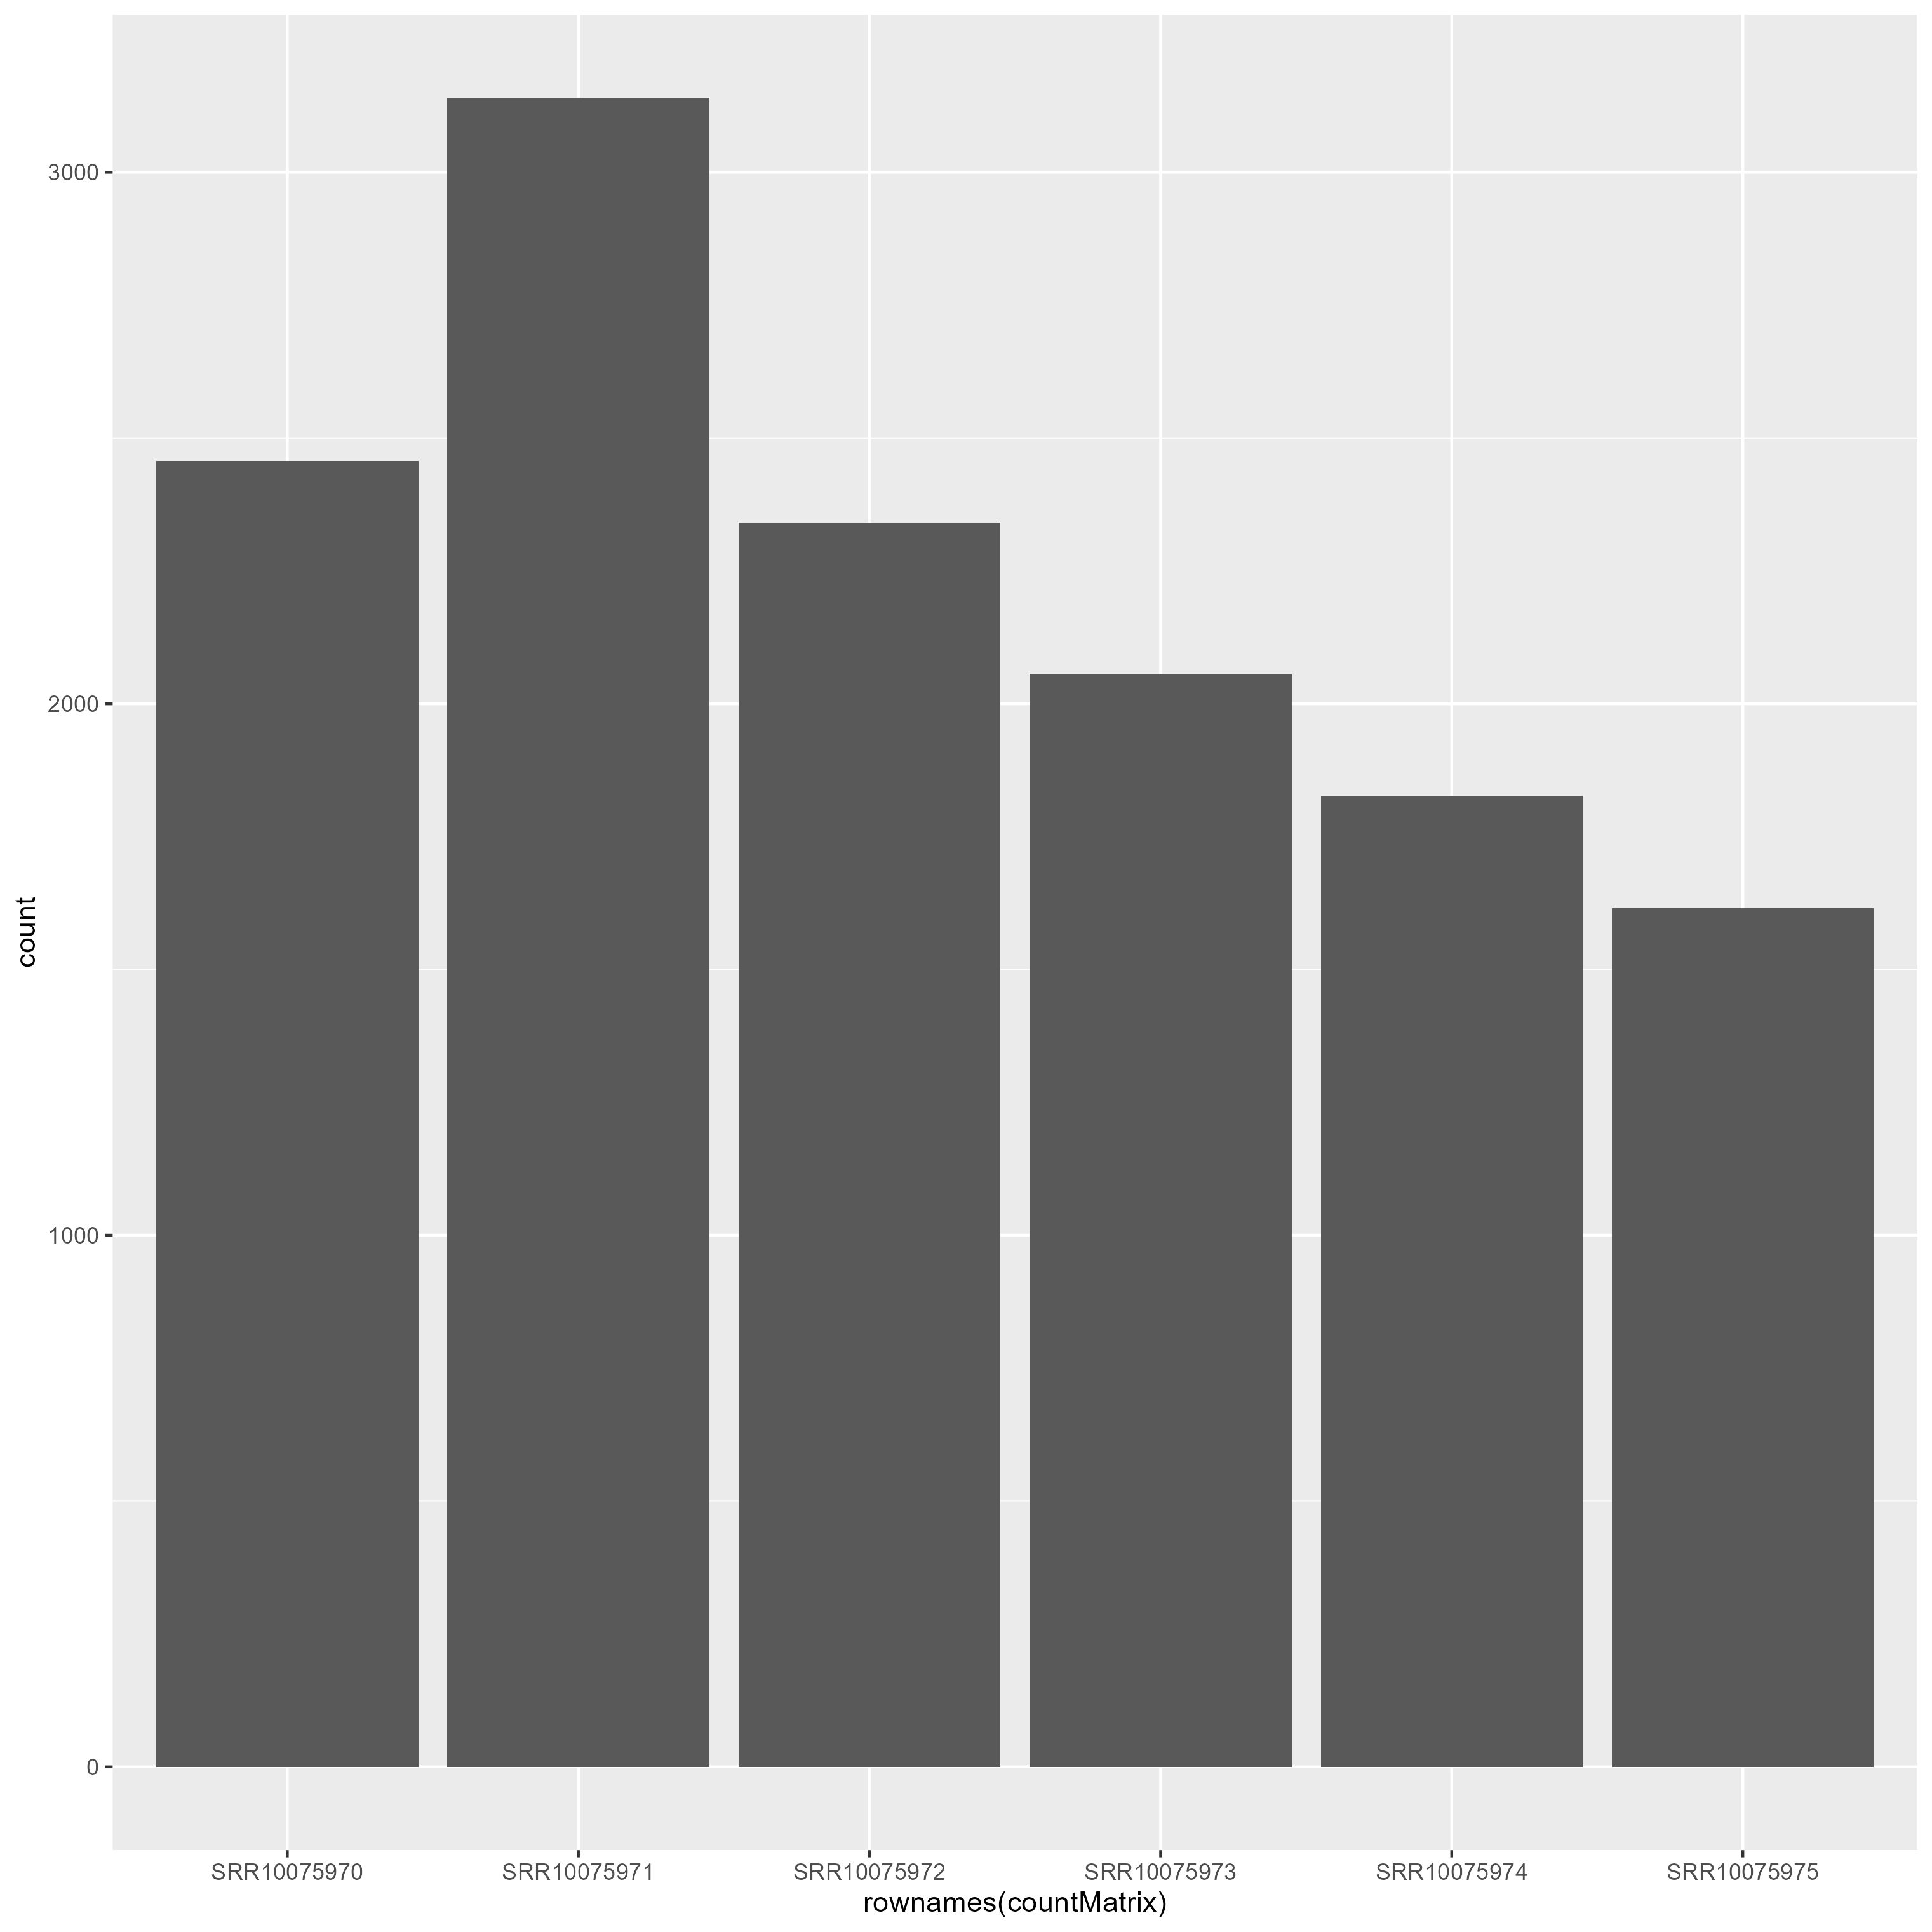 count
3000
2000
1000
0
SRR10075970 SRR10075971 SRR10075972 SRR10075973 SRR10075974 SRR10075975
rownames(countMatrix)